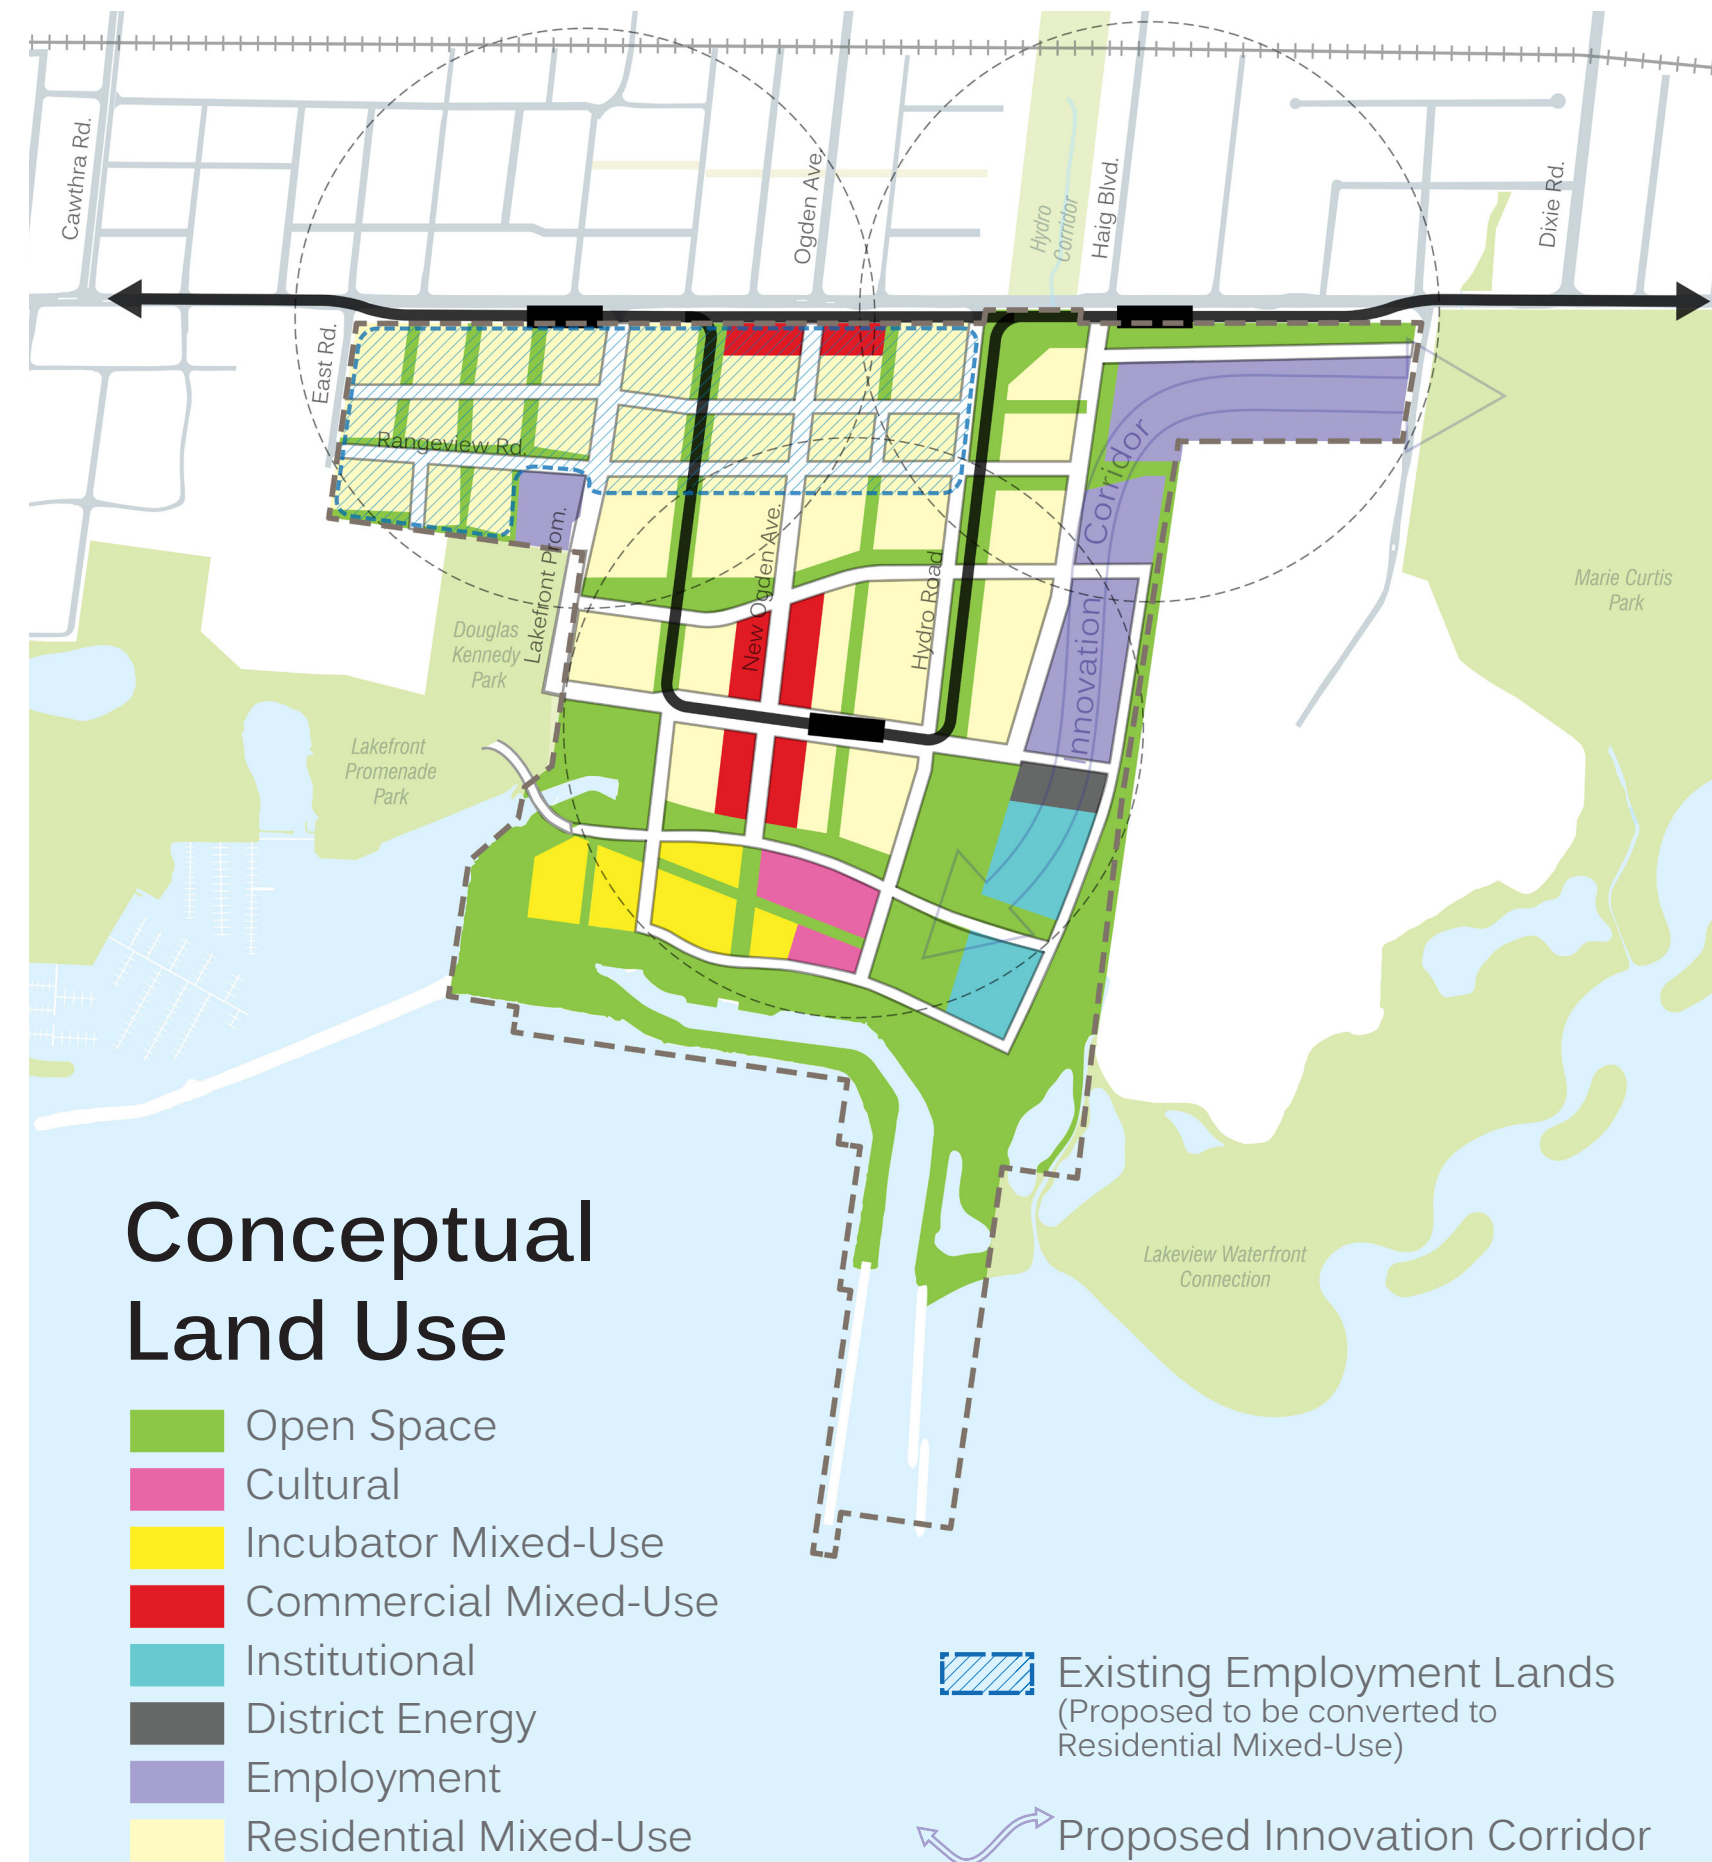 Cawthra Rd.
Ogden Ave.
Hydro
Corridor
Haig Blvd.
Dixie Rd.
East Rd.
Rangeview Rd.
Lakefront Prom.
New Ogden Ave.
Hydro Road
Innovation Corridor
Marie Curtis
Park
Douglas
Kennedy
Park
Lakefront
Promenade
Park
Lakeview Waterfront
Connection
Conceptual
Land Use
Open Space
Cultural
Incubator Mixed-Use
Commercial Mixed-Use
Institutional
District Energy
Employment
Residential Mixed-Use
Existing Employment Lands
(Proposed to be converted to
Residential Mixed-Use)
Proposed Innovation Corridor